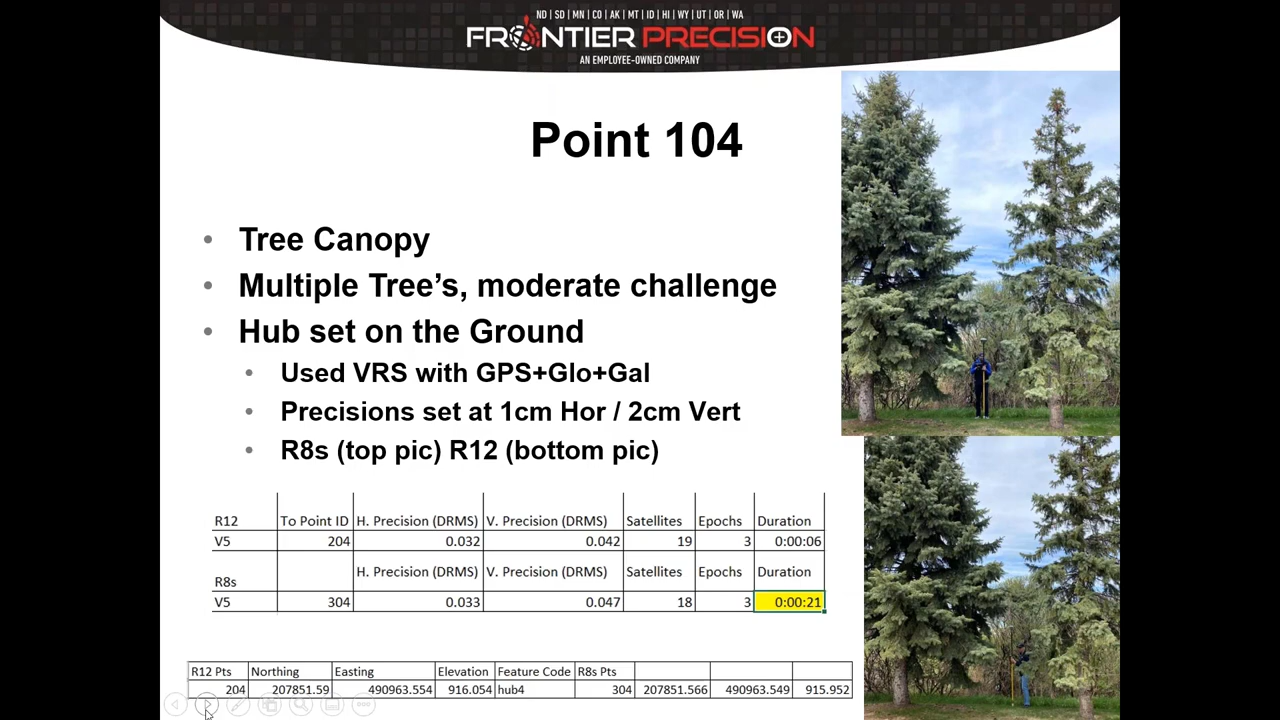 ND | SD | MN | CO | AK | MT | ID | HI | WY | UT | OR | WA
FRONTIER PRECISION
AN EMPLOYEE-OWNED COMPANY
Point 104
• Tree Canopy
• Multiple Tree’s, moderate challenge
• Hub set on the Ground
• Used VRS with GPS+Glo+Gal
• Precisions set at 1cm Hor / 2cm Vert
• R8s (top pic) R12 (bottom pic)
R12 To Point ID H. Precision (DRMS) V. Precision (DRMS) Satellites Epochs Duration
V5 204 0.032 0.042 19 3 0:00:06
R8s H. Precision (DRMS) V. Precision (DRMS) Satellites Epochs Duration
V5 304 0.033 0.047 18 3 0:00:21
R12 Pts Northing Easting Elevation Feature Code R8s Pts
204 207851.59 490963.554 916.054 hub4 304 207851.566 490963.549 915.952